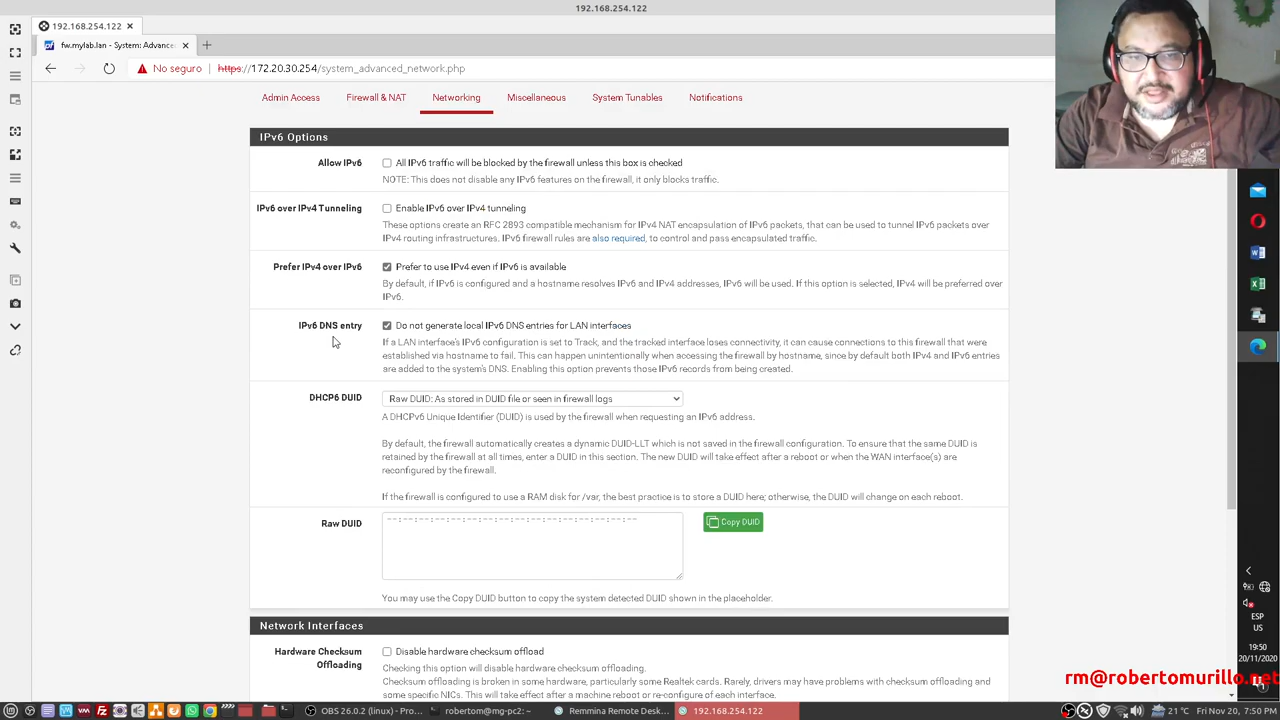 192.168.254.122
192.168.254.122
fw.mylab.lan - System: Advance
No seguro
https://172.20.30.254/system_advanced_network.php
Admin Access
Firewall & NAT
Networking
Miscellaneous
System Tunables
Notifications
IPv6 Options
Allow IPv6
All IPv6 traffic will be blocked by the firewall unless this box is checked
NOTE: This does not disable any IPv6 features on the firewall, it only blocks traffic.
IPv6 over IPv4 Tunneling
Enable IPv6 over IPv4 tunneling
These options create an RFC 2893 compatible mechanism for IPv4 NAT encapsulation of IPv6 packets, that can be used to tunnel IPv6 packets over
IPv4 routing infrastructures. IPv6 firewall rules are also required, to control and pass encapsulated traffic.
Prefer IPv4 over IPv6
Prefer to use IPv4 even if IPv6 is available
By default, if IPv6 is configured and a hostname resolves IPv6 and IPv4 addresses, IPv6 will be used. If this option is selected, IPv4 will be preferred over
IPv6.
IPv6 DNS entry
Do not generate local IPv6 DNS entries for LAN interfaces
If a LAN interface's IPv6 configuration is set to Track, and the tracked interface loses connectivity, it can cause connections to this firewall that were
established via hostname to fail. This can happen unintentionally when accessing the firewall by hostname, since by default both IPv4 and IPv6 entries
are added to the system's DNS. Enabling this option prevents those IPv6 records from being created.
DHCP6 DUID
Raw DUID: As stored in DUID file or seen in firewall logs
A DHCPv6 Unique Identifier (DUID) is used by the firewall when requesting an IPv6 address.
By default, the firewall automatically creates a dynamic DUID-LLT which is not saved in the firewall configuration. To ensure that the same DUID is
retained by the firewall at all times, enter a DUID in this section. The new DUID will take effect after a reboot or when the WAN interface(s) are
reconfigured by the firewall.
If the firewall is configured to use a RAM disk for /var, the best practice is to store a DUID here; otherwise, the DUID will change on each reboot.
Raw DUID
--:--:--:--:--:--:--:--:--:--:--:--:--:--:--:--
Copy DUID
You may use the Copy DUID button to copy the system detected DUID shown in the placeholder.
Network Interfaces
Hardware Checksum
Offloading
Disable hardware checksum offload
Checking this option will disable hardware checksum offloading.
Checksum offloading is broken in some hardware, particularly some Realtek cards. Rarely, drivers may have problems with checksum offloading and
some specific NICs. This will take effect after a machine reboot or re-configure of each interface.
ESP
US
19:50
20/11/2020
rm@robertomurillo.net
OBS 26.0.2 (linux) - Pro...
robertom@mg-pc2: ~
Remmina Remote Desk...
192.168.254.122
21 °C
Fri Nov 20, 7:50 PM